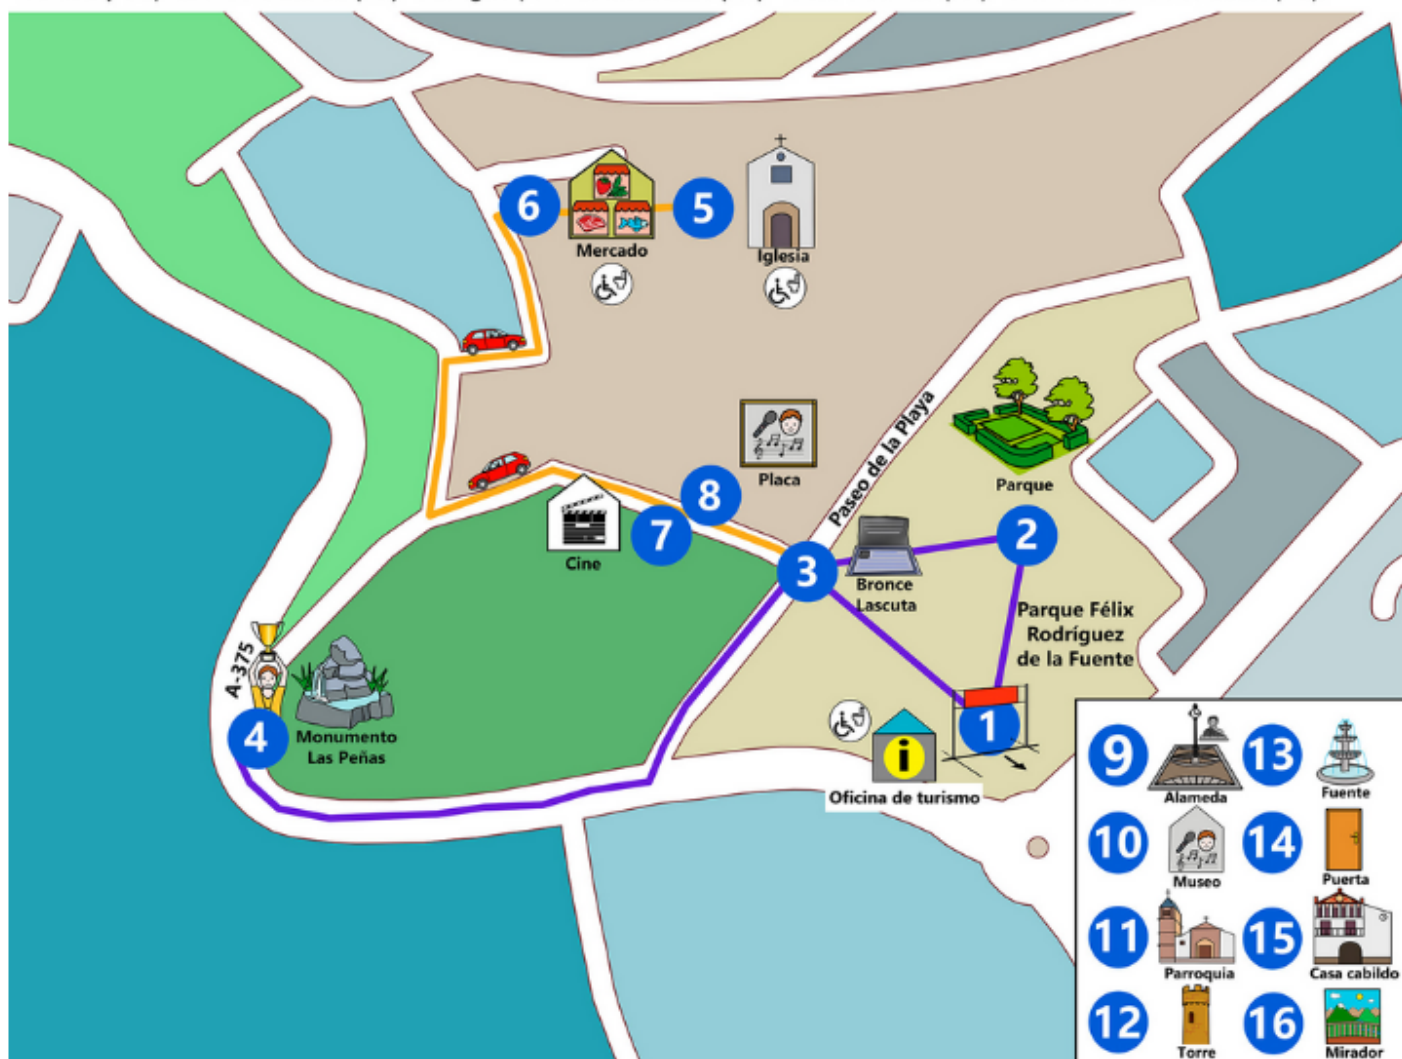 6
5
Mercado
Iglesia
Paseo de la Playa
Placa
Parque
8
7
Cine
3
2
Bronce
Lascuta
Parque Félix
Rodríguez
de la Fuente
A-375
4
Monumento
Las Peñas
1
i
Oficina de turismo
9
Alameda
13
Fuente
10
Museo
14
Puerta
11
Parroquia
15
Casa cabildo
12
Torre
16
Mirador